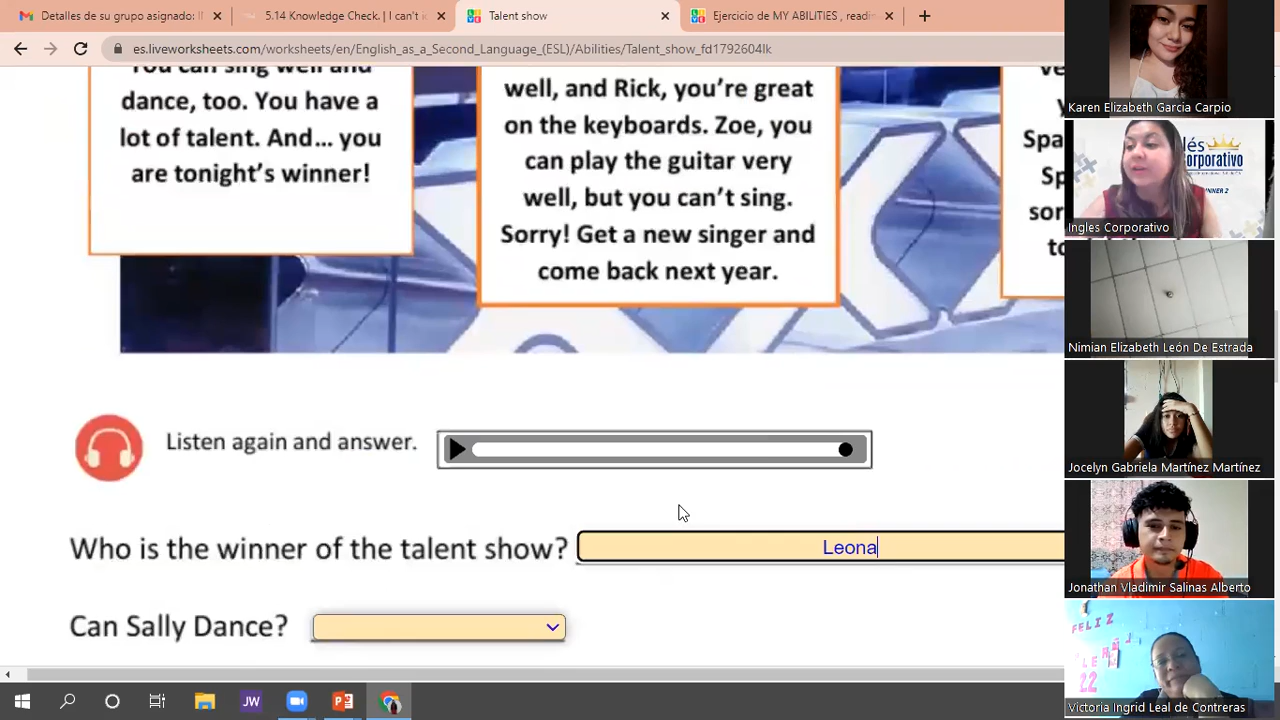 Detalles de su grupo asignado: IN
5.14 Knowledge Check. | I can't i
Talent show
Ejercicio de MY ABILITIES , readi
es.liveworksheets.com/worksheets/en/English_as_a_Second_Language_(ESL)/Abilities/Talent_show_fd1792604lk
You can sing well and
dance, too. You have a
lot of talent. And… you
are tonight's winner!
well, and Rick, you're great
on the keyboards. Zoe, you
can play the guitar very
well, but you can't sing.
Sorry! Get a new singer and
come back next year.
ve
y
Spa
Sp
sor
to
Listen again and answer.
Who is the winner of the talent show?
Leona
Can Sally Dance?
JW
Karen Elizabeth Garcia Carpio
Ingles Corporativo
Nimian Elizabeth León De Estrada
Jocelyn Gabriela Martínez Martínez
Jonathan Vladimir Salinas Alberto
FELIZ
22
Victoria Ingrid Leal de Contreras